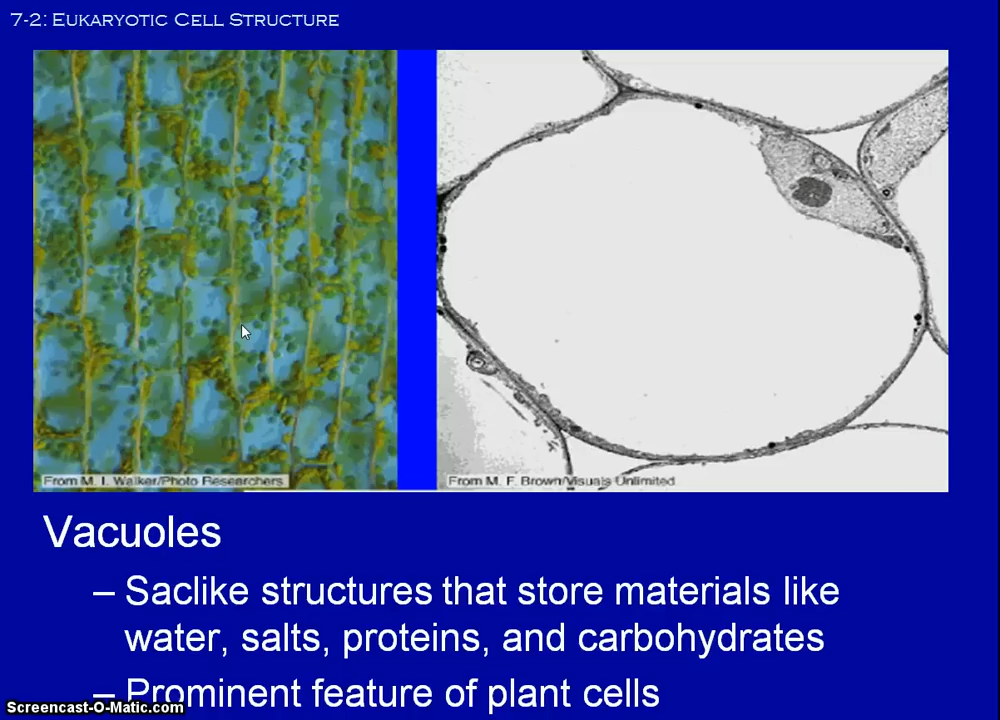 7-2: Eukaryotic Cell Structure
From M. I. Walker/Photo Researchers
From M. F. Brown/Visuals Unlimited
Vacuoles
– Saclike structures that store materials like
water, salts, proteins, and carbohydrates
– Prominent feature of plant cells
Screencast-O-Matic.com